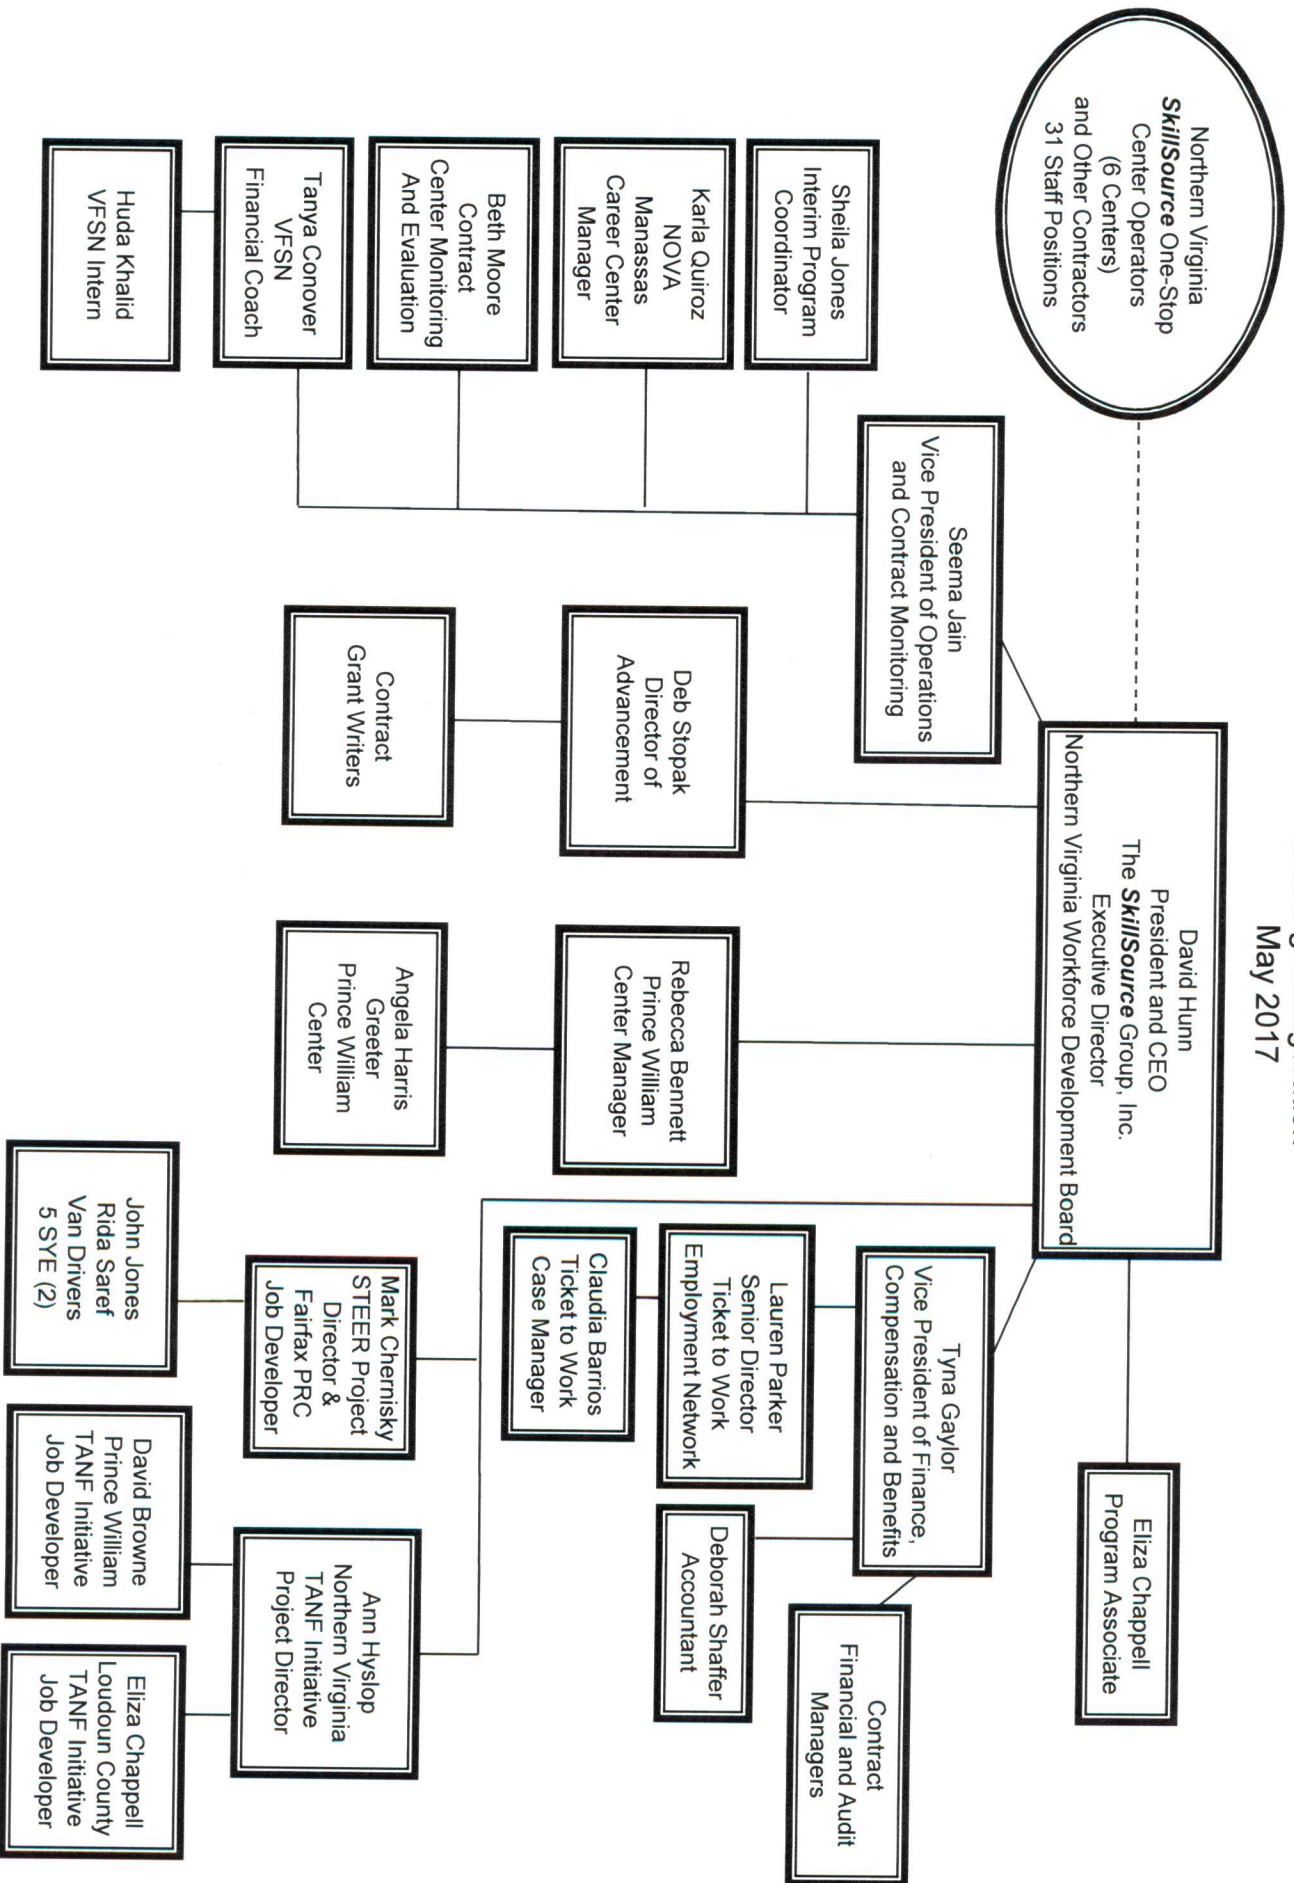 May 2017
Northern Virginia
SkillSource One-Stop
Center Operators
(6 Centers)
and Other Contractors
31 Staff Positions
David Hunn
President and CEO
The SkillSource Group, Inc.
Executive Director
Northern Virginia Workforce Development Board
Eliza Chappell
Program Associate
Seema Jain
Vice President of Operations
and Contract Monitoring
Tyna Gaylor
Vice President of Finance,
Compensation and Benefits
Contract
Financial and Audit
Managers
Sheila Jones
Interim Program
Coordinator
Karla Quiroz
NOVA
Manassas
Career Center
Manager
Beth Moore
Contract
Center Monitoring
And Evaluation
Tanya Conover
VFSN
Financial Coach
Huda Khalid
VFSN Intern
Deb Stopak
Director of
Advancement
Contract
Grant Writers
Rebecca Bennett
Prince William
Center Manager
Angela Harris
Greeter
Prince William
Center
Lauren Parker
Senior Director
Ticket to Work
Employment Network
Claudia Barrios
Ticket to Work
Case Manager
Deborah Shaffer
Accountant
Mark Chernisky
STEER Project
Director &
Fairfax PRC
Job Developer
John Jones
Rida Saref
Van Drivers
5 SYE (2)
Ann Hyslop
Northern Virginia
TANF Initiative
Project Director
David Browne
Prince William
TANF Initiative
Job Developer
Eliza Chappell
Loudoun County
TANF Initiative
Job Developer